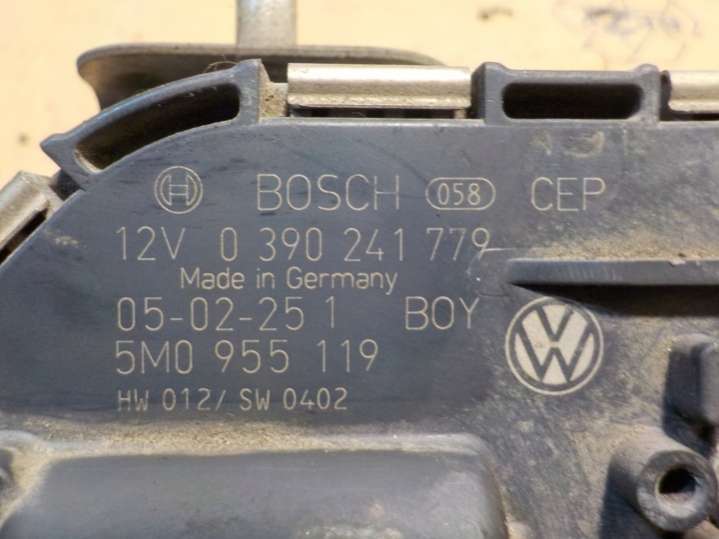 BOSCH 058 CEP
12V 0 390 241 779
Made in Germany
05-02-25 1 BOY
5M0 955 119
HW 012/ SW 0402